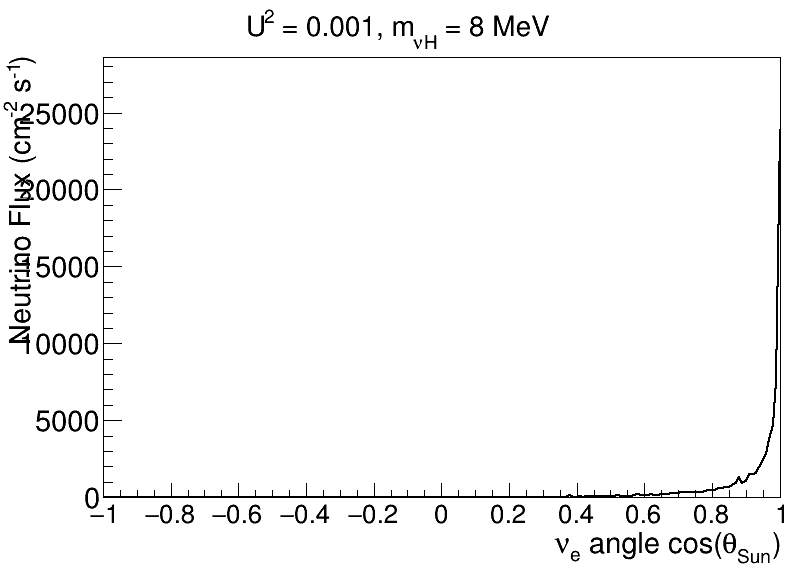 U² = 0.001, m_νH = 8 MeV
Neutrino Flux (cm⁻² s⁻¹)
25000
20000
15000
10000
5000
0
−1 −0.8 −0.6 −0.4 −0.2 0 0.2 0.4 0.6 0.8 1
ν_e angle cos(θ_Sun)